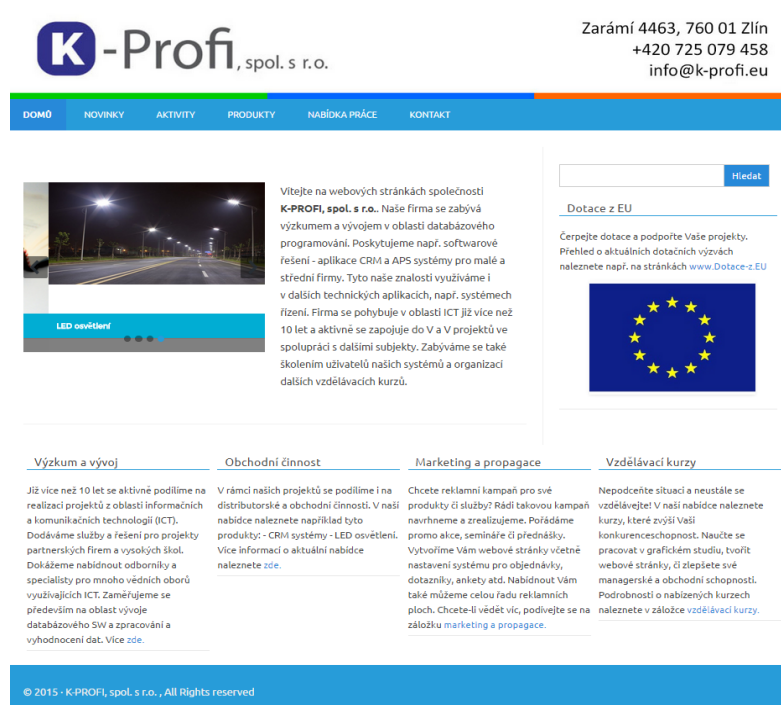 K -Profi, spol. s r.o.
Zarámí 4463, 760 01 Zlín
+420 725 079 458
info@k-profi.eu
DOMŮ NOVINKY AKTIVITY PRODUKTY NABÍDKA PRÁCE KONTAKT
LED osvětlení
Vítejte na webových stránkách společnosti
K-PROFI, spol. s r.o.. Naše firma se zabývá
výzkumem a vývojem v oblasti databázového
programování. Poskytujeme např. softwarové
řešení - aplikace CRM a APS systémy pro malé a
střední firmy. Tyto naše znalosti využíváme i
v dalších technických aplikacích, např. systémech
řízení. Firma se pohybuje v oblasti ICT již více než
10 let a aktivně se zapojuje do V a V projektů ve
spolupráci s dalšími subjekty. Zabýváme se také
školením uživatelů našich systémů a organizací
dalších vzdělávacích kurzů.
Hledat
Dotace z EU
Čerpejte dotace a podpořte Vaše projekty.
Přehled o aktuálních dotačních výzvách
naleznete např. na stránkách www.Dotace-z.EU
Výzkum a vývoj
Již více než 10 let se aktivně podílíme na
realizaci projektů z oblasti informačních
a komunikačních technologií (ICT).
Dodáváme služby a řešení pro projekty
partnerských firem a vysokých škol.
Dokážeme nabídnout odborníky a
specialisty pro mnoho vědních oborů
využívajících ICT. Zaměřujeme se
především na oblast vývoje
databázového SW a zpracování a
vyhodnocení dat. Více zde.
Obchodní činnost
V rámci našich projektů se podílíme i na
distributorské a obchodní činnosti. V naší
nabídce naleznete například tyto
produkty: - CRM systémy - LED osvětlení.
Více informací o aktuální nabídce
naleznete zde.
Marketing a propagace
Chcete reklamní kampaň pro své
produkty či služby? Rádi takovou kampaň
navrhneme a zrealizujeme. Pořádáme
promo akce, semináře či přednášky.
Vytvoříme Vám webové stránky včetně
nastavení systému pro objednávky,
dotazníky, ankety atd. Nabídnout Vám
také můžeme celou řadu reklamních
ploch. Chcete-li vědět víc, podívejte se na
záložku marketing a propagace.
Vzdělávací kurzy
Nepodceňte situaci a neustále se
vzdělávejte! V naší nabídce naleznete
kurzy, které zvýší Vaší
konkurenceschopnost. Naučte se
pracovat v grafickém studiu, tvořit
webové stránky, či zlepšete své
managerské a obchodní schopnosti.
Podrobnosti o nabízených kurzech
naleznete v záložce vzdělávací kurzy.
© 2015 - K-PROFI, spol. s r.o. , All Rights reserved